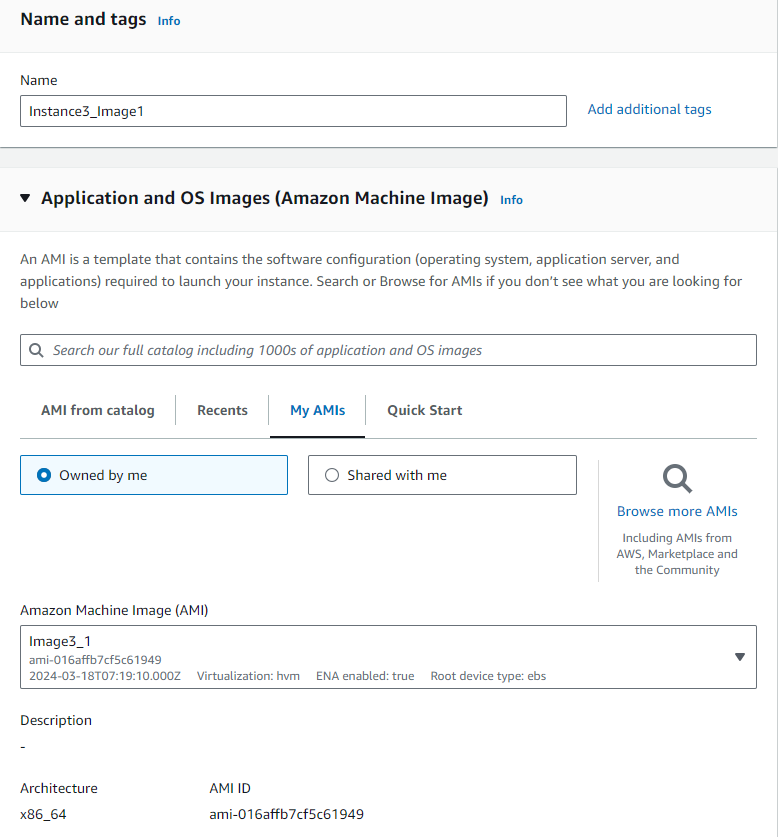 Name and tags Info
Name
Instance3_Image1
Add additional tags
Application and OS Images (Amazon Machine Image) Info
An AMI is a template that contains the software configuration (operating system, application server, and
applications) required to launch your instance. Search or Browse for AMIs if you don’t see what you are looking for
below
Search our full catalog including 1000s of application and OS images
AMI from catalog Recents My AMIs Quick Start
Owned by me Shared with me
Browse more AMIs
Including AMIs from
AWS, Marketplace and
the Community
Amazon Machine Image (AMI)
Image3_1
ami-016affb7cf5c61949
2024-03-18T07:19:10.000Z Virtualization: hvm ENA enabled: true Root device type: ebs
Description
-
Architecture AMI ID
x86_64 ami-016affb7cf5c61949